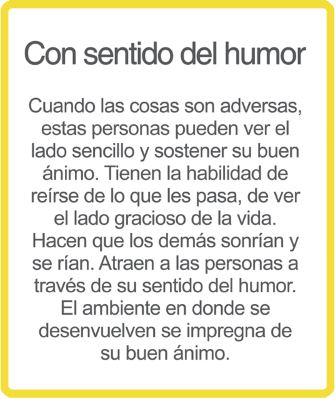 Con sentido del humor
Cuando las cosas son adversas,
estas personas pueden ver el
lado sencillo y sostener su buen
ánimo. Tienen la habilidad de
reírse de lo que les pasa, de ver
el lado gracioso de la vida.
Hacen que los demás sonrían y
se rían. Atraen a las personas a
través de su sentido del humor.
El ambiente en donde se
desenvuelven se impregna de
su buen ánimo.